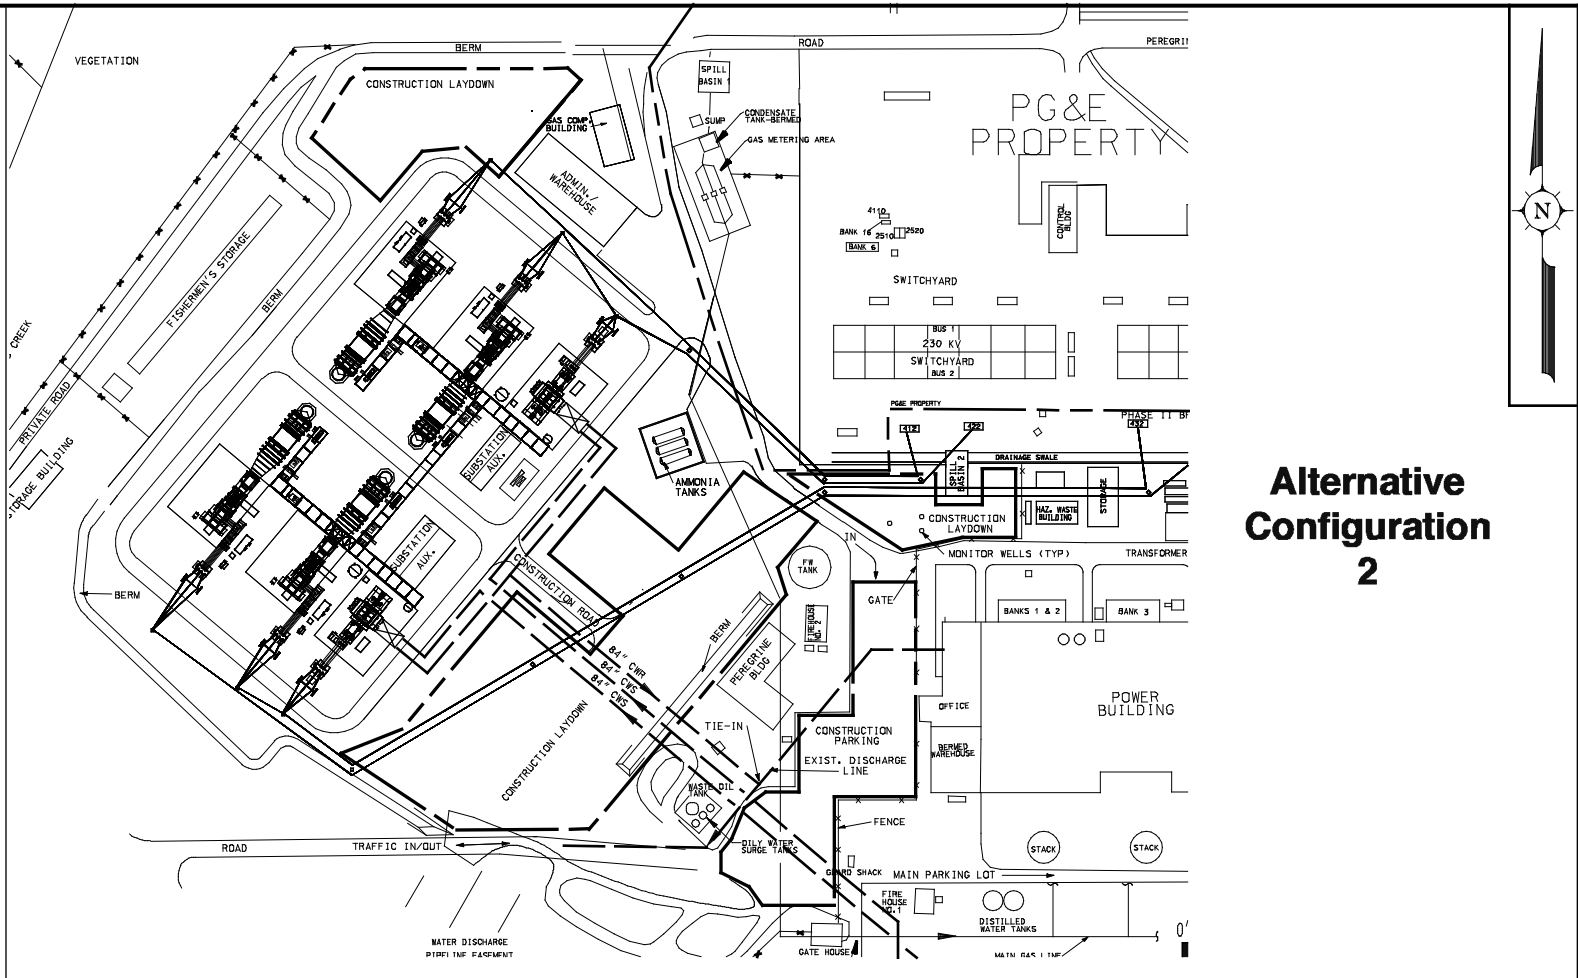 BERM
ROAD
PEREGRI
VEGETATION
SPILL
BASIN 1
CONSTRUCTION LAYDOWN
PG&E
PROPERTY
GAS COMP.
BUILDING
SUMP
CONDENSATE
TANK-BERMED
GAS METERING AREA
ADMIN./
WAREHOUSE
CONTROL
BLDG
4110
BANK 16
2510
2520
BANK 6
N
FISHERMEN'S STORAGE
BERM
SWITCHYARD
CREEK
BUS 1
230 KV
SWITCHYARD
BUS 2
PRIVATE ROAD
PG&E PROPERTY
PHASE II
412
422
432
STORAGE BUILDING
SUBSTATION
AUX.
DRAINAGE SWALE
SPILL
BASIN 2
AMMONIA
TANKS
STORAGE
HAZ. WASTE
BUILDING
CONSTRUCTION
LAYDOWN
Alternative
Configuration
2
SUBSTATION
AUX.
IN
MONITOR WELLS (TYP)
TRANSFORMER
CONSTRUCTION ROAD
FW
TANK
BERM
GATE
BANKS 1 & 2
BANK 3
FIREHOUSE
NO. 2
BERM
PEREGRINE
BLDG
84" CWR
84" CWS
84" CWS
POWER
BUILDING
OFFICE
CONSTRUCTION LAYDOWN
TIE-IN
CONSTRUCTION
PARKING
BERMED
WAREHOUSE
EXIST. DISCHARGE
LINE
WASTE OIL
TANK
FENCE
ROAD
TRAFFIC IN/OUT
OILY WATER
SURGE TANKS
STACK
STACK
GUARD SHACK
MAIN PARKING LOT
FIRE
HOUSE
NO.1
DISTILLED
WATER TANKS
0'
WATER DISCHARGE
PIPELINE EASEMENT
GATE HOUSE
MAIN GAS LINE